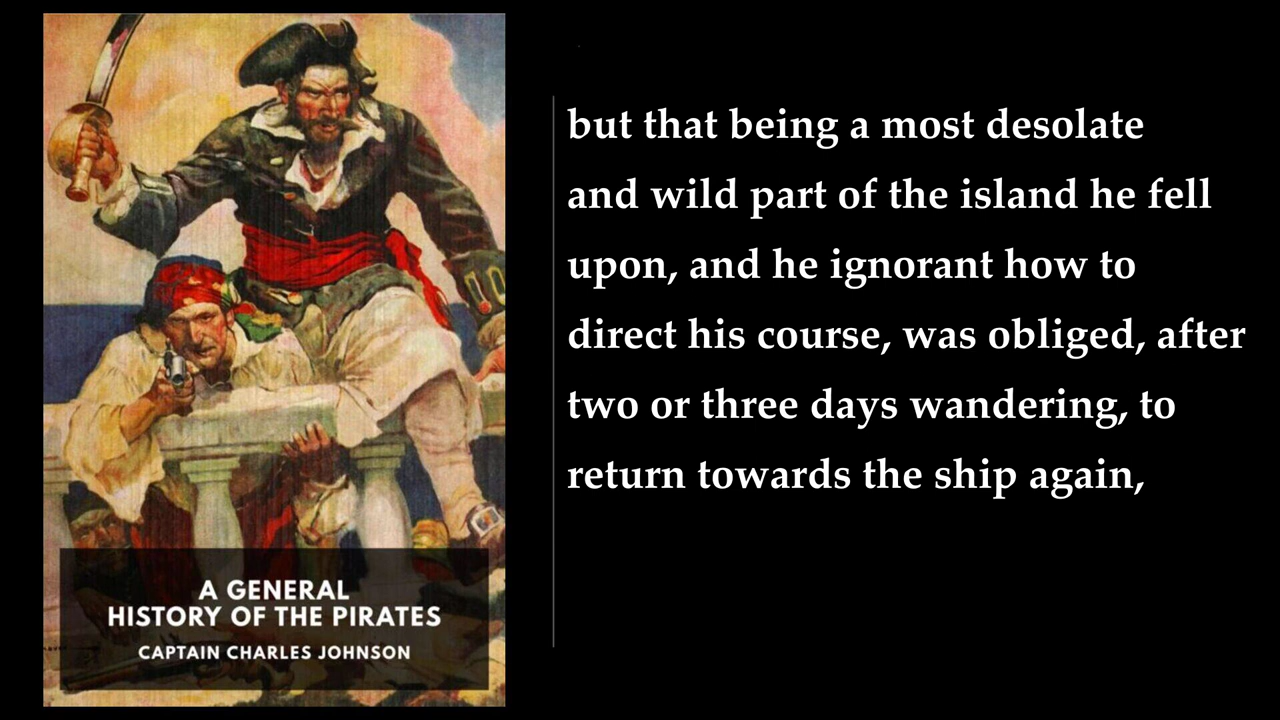 but that being a most desolate
and wild part of the island he fell
upon, and he ignorant how to
direct his course, was obliged, after
two or three days wandering, to
return towards the ship again,
A GENERAL
HISTORY OF THE PIRATES
CAPTAIN CHARLES JOHNSON